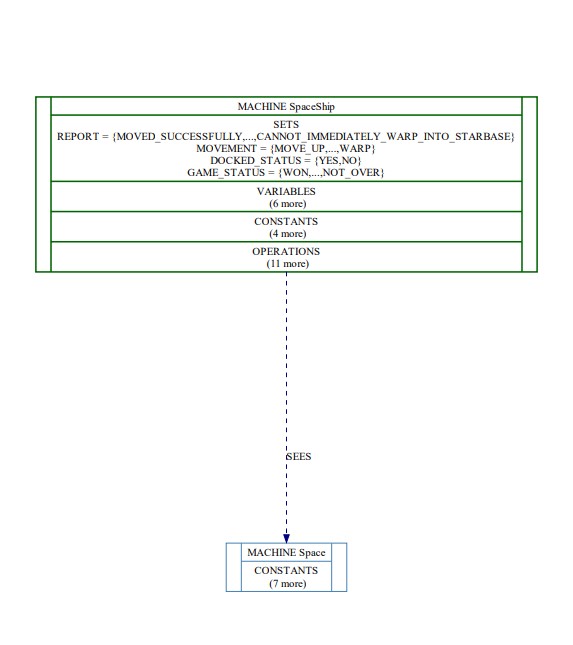 MACHINE SpaceShip
SETS
REPORT = {MOVED_SUCCESSFULLY,...,CANNOT_IMMEDIATELY_WARP_INTO_STARBASE}
MOVEMENT = {MOVE_UP,...,WARP}
DOCKED_STATUS = {YES,NO}
GAME_STATUS = {WON,...,NOT_OVER}
VARIABLES
(6 more)
CONSTANTS
(4 more)
OPERATIONS
(11 more)
SEES
MACHINE Space
CONSTANTS
(7 more)